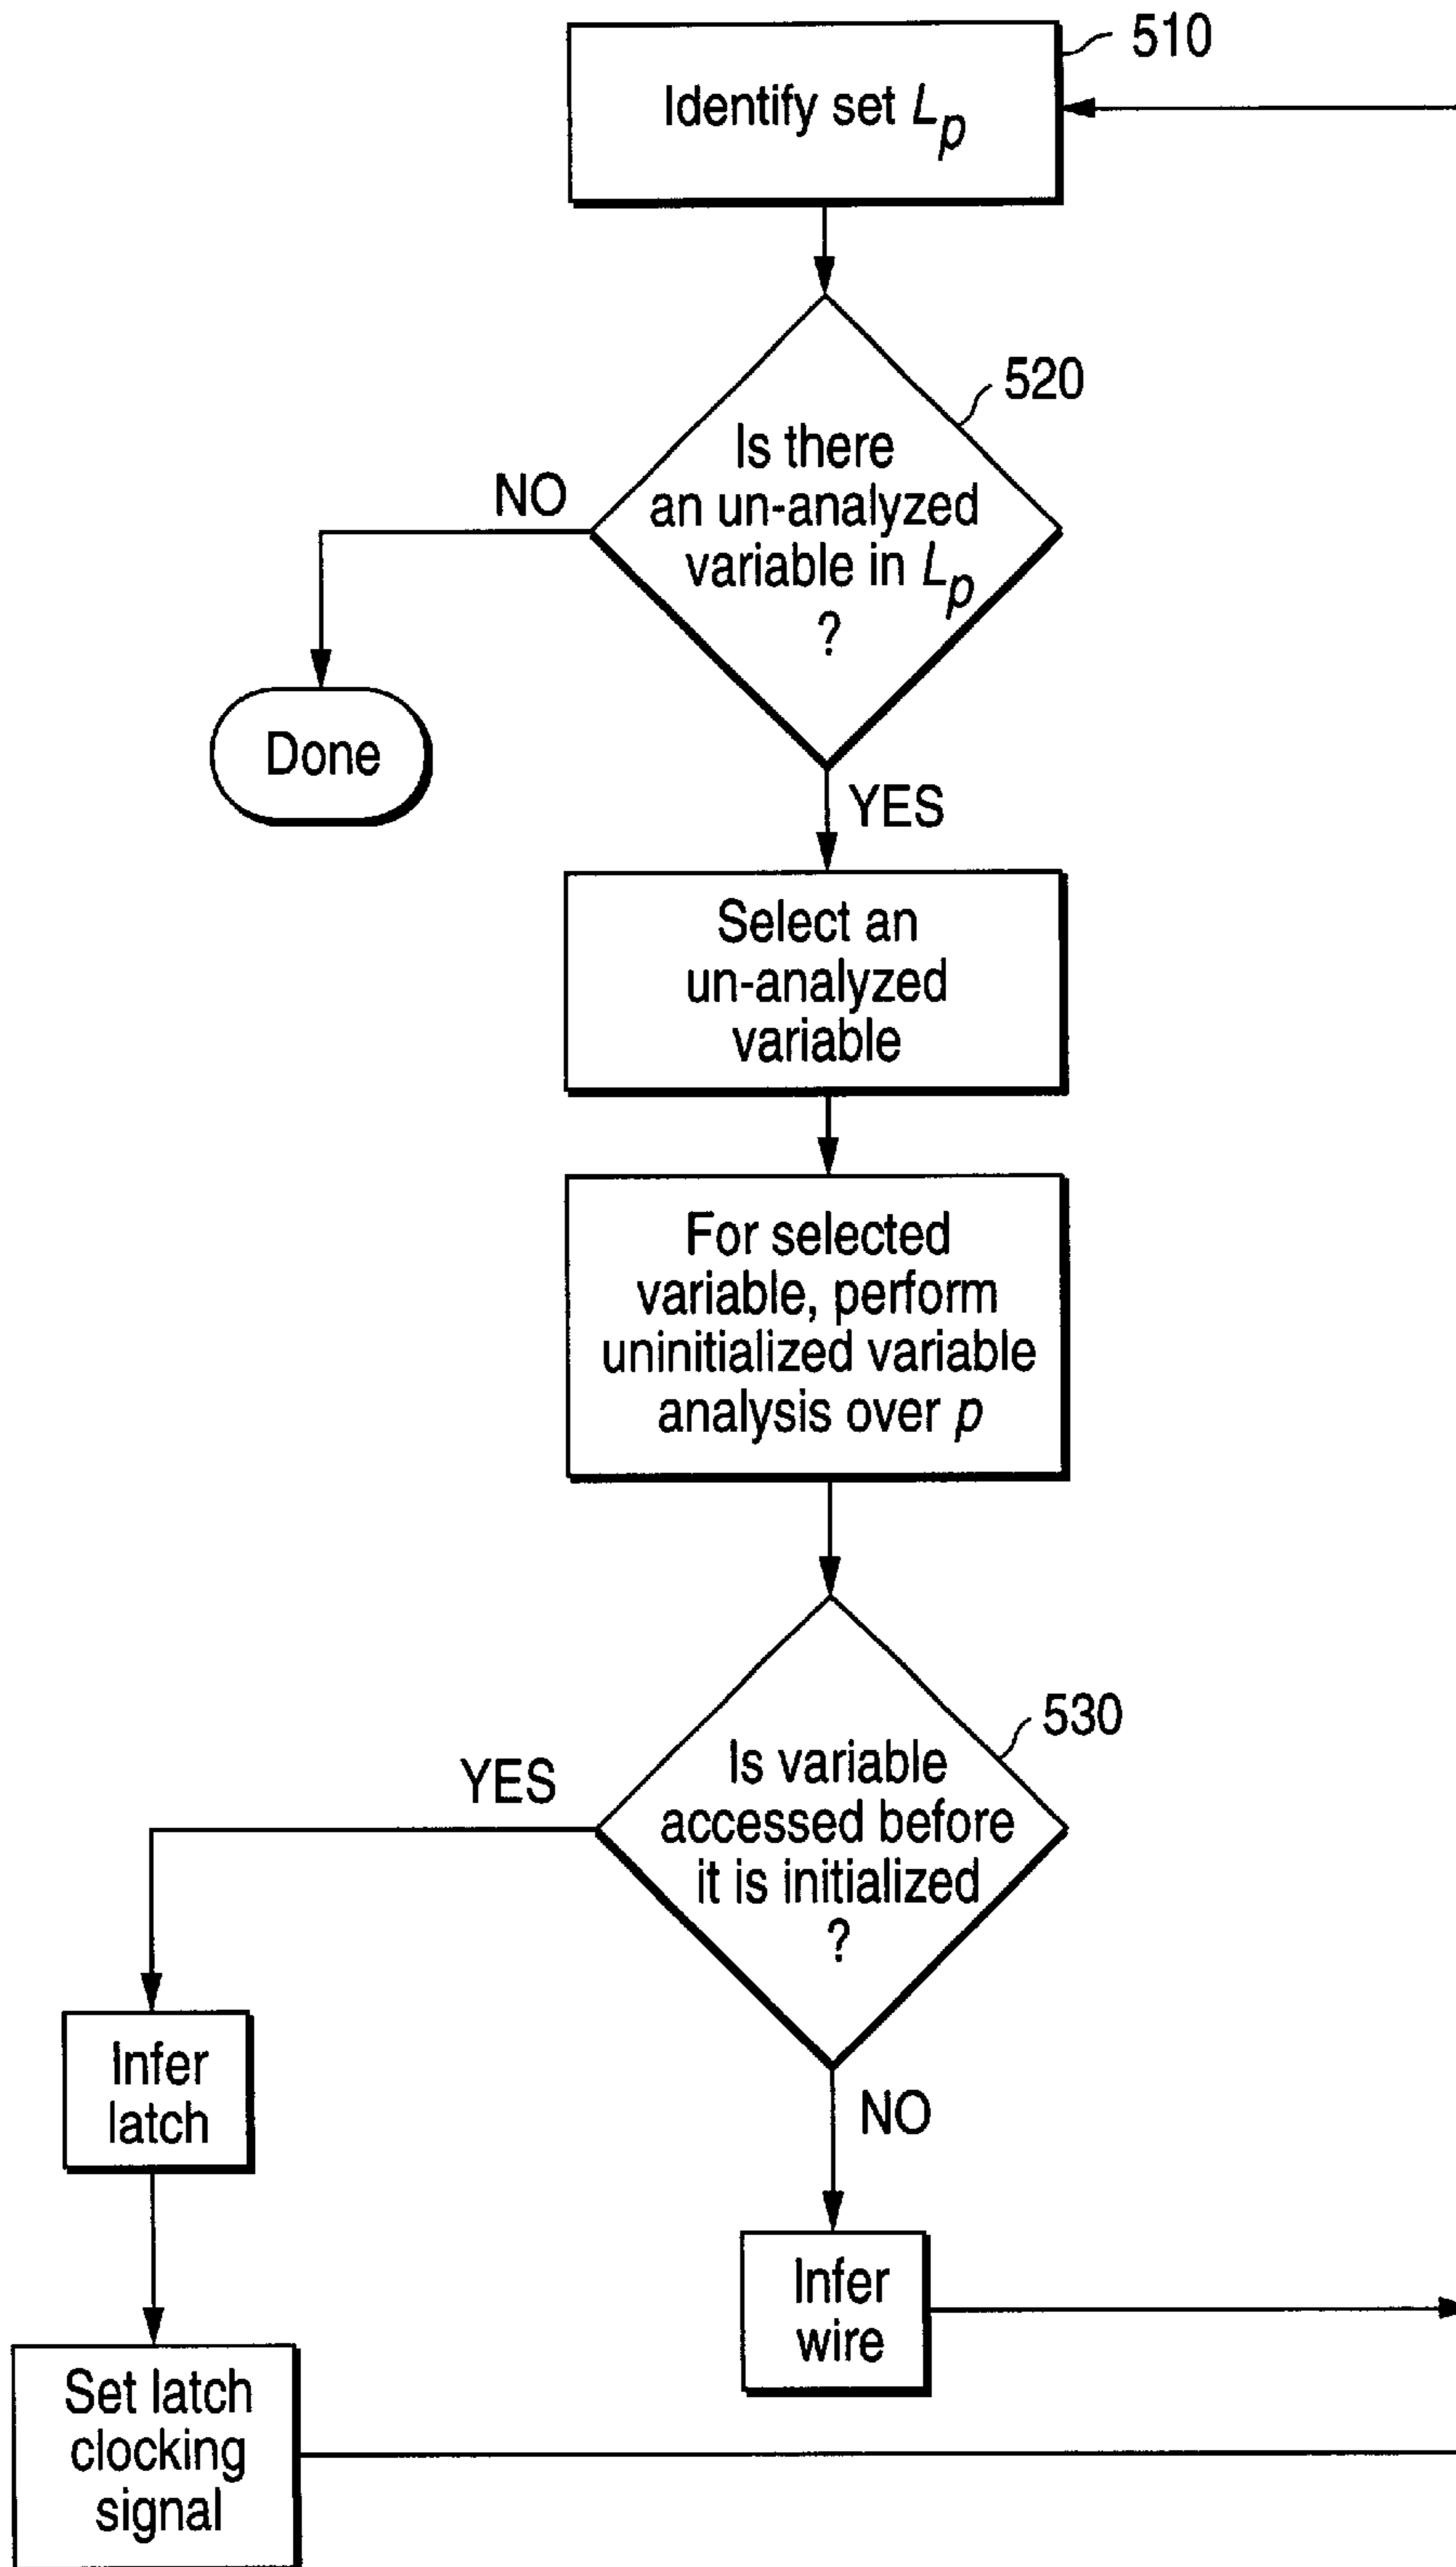 510
Identify set Lp
520
Is there
an un-analyzed
variable in Lp
?
NO
Done
YES
Select an
un-analyzed
variable
For selected
variable, perform
uninitialized variable
analysis over p
530
Is variable
accessed before
it is initialized
?
YES
Infer
latch
NO
Infer
wire
Set latch
clocking
signal